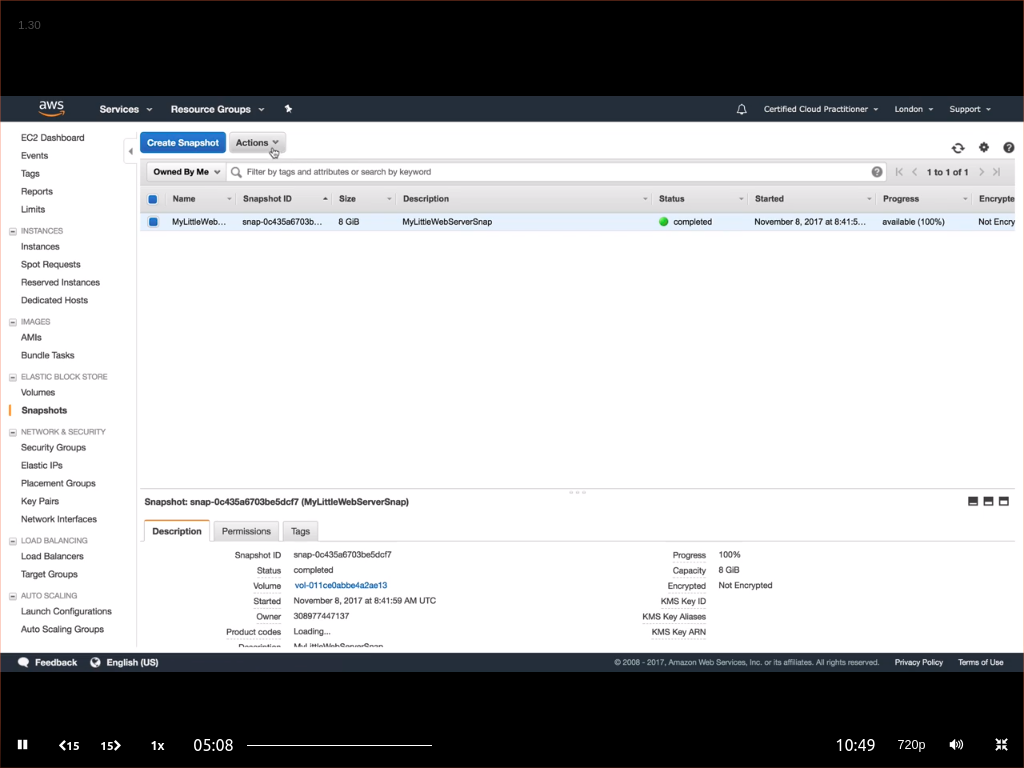 1.30
aws Services Resource Groups Certified Cloud Practitioner London Support
EC2 Dashboard
Events
Tags
Reports
Limits
INSTANCES
Instances
Spot Requests
Reserved Instances
Dedicated Hosts
IMAGES
AMIs
Bundle Tasks
ELASTIC BLOCK STORE
Volumes
Snapshots
NETWORK & SECURITY
Security Groups
Elastic IPs
Placement Groups
Key Pairs
Network Interfaces
LOAD BALANCING
Load Balancers
Target Groups
AUTO SCALING
Launch Configurations
Auto Scaling Groups
Create Snapshot Actions
Owned By Me Filter by tags and attributes or search by keyword 1 to 1 of 1
Name Snapshot ID Size Description Status Started Progress Encrypte
MyLittleWeb... snap-0c435a6703b... 8 GiB MyLittleWebServerSnap completed November 8, 2017 at 8:41:5... available (100%) Not Encry
Snapshot: snap-0c435a6703be5dcf7 (MyLittleWebServerSnap)
Description Permissions Tags
Snapshot ID snap-0c435a6703be5dcf7 Progress 100%
Status completed Capacity 8 GiB
Volume vol-011ce0abbe4a2ae13 Encrypted Not Encrypted
Started November 8, 2017 at 8:41:59 AM UTC KMS Key ID
Owner 308977447137 KMS Key Aliases
Product codes Loading... KMS Key ARN
Description MyLittleWebServerSnap
Feedback English (US) © 2008 - 2017, Amazon Web Services, Inc. or its affiliates. All rights reserved. Privacy Policy Terms of Use
15 15 1x 05:08 10:49 720p